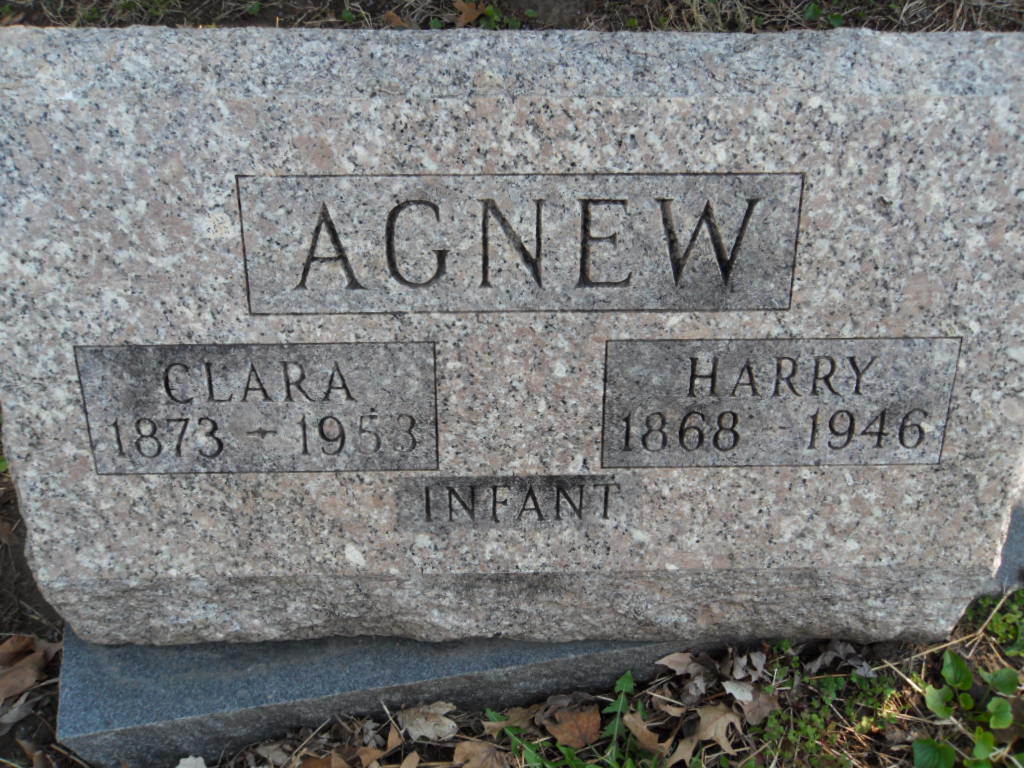 AGNEW
CLARA
1873 - 1953
HARRY
1868 - 1946
INFANT